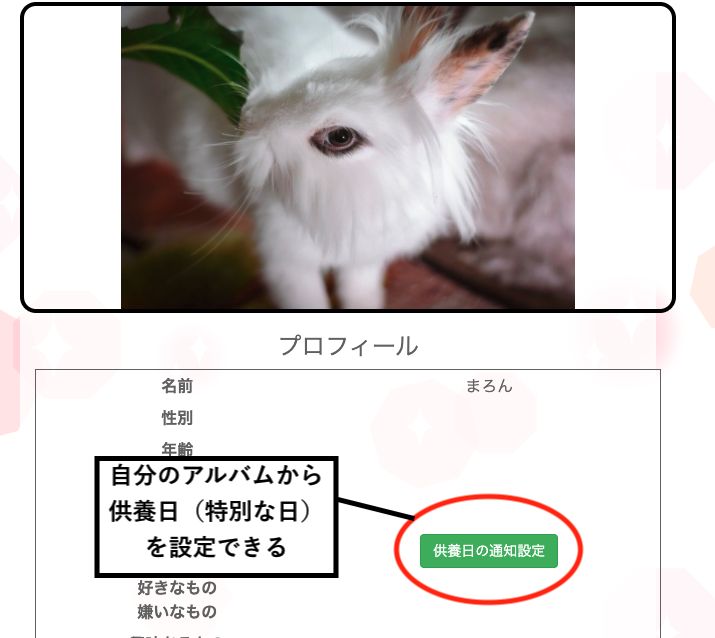 プロフィール
名前 まろん
性別
年齢
自分のアルバムから
供養日（特別な日）
を設定できる
供養日の通知設定
好きなもの
嫌いなもの